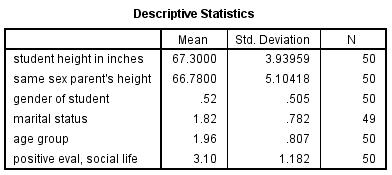 Descriptive Statistics
Mean Std. Deviation N
student height in inches 67.3000 3.93959 50
same sex parent's height 66.7800 5.10418 50
gender of student .52 .505 50
marital status 1.82 .782 49
age group 1.96 .807 50
positive eval, social life 3.10 1.182 50